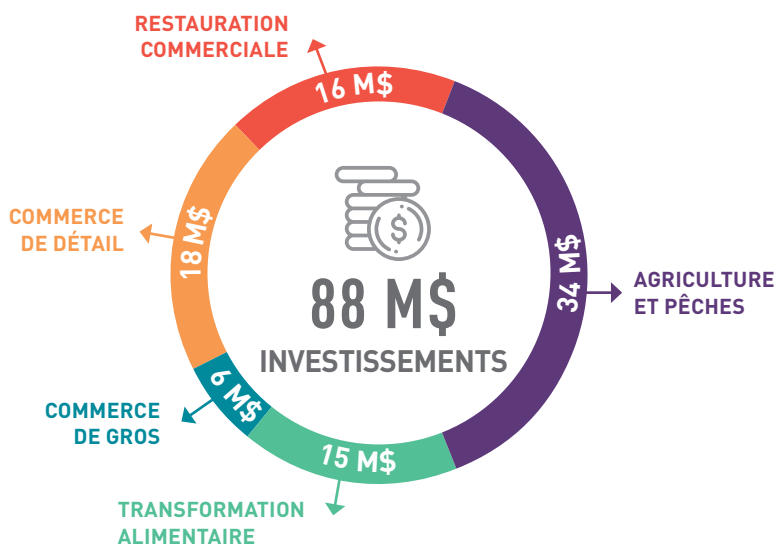 RESTAURATION
COMMERCIALE
16 M$
COMMERCE
DE DÉTAIL
18 M$
$
88 M$
INVESTISSEMENTS
34 M$
AGRICULTURE
ET PÊCHES
COMMERCE
DE GROS
6 M$
15 M$
TRANSFORMATION
ALIMENTAIRE